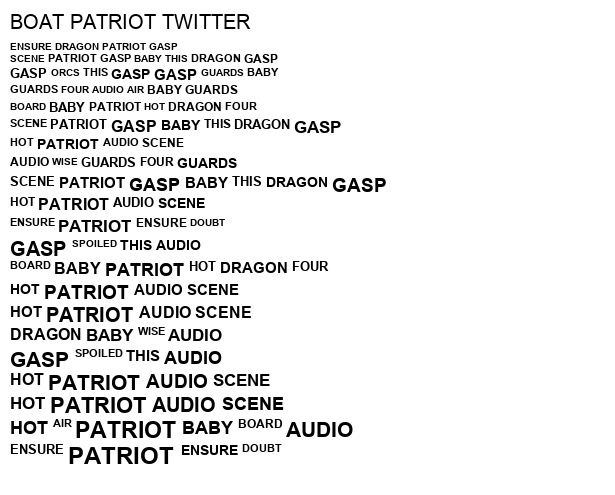 BOAT PATRIOT TWITTER
ENSURE DRAGON PATRIOT GASP
SCENE PATRIOT GASP BABY THIS DRAGON GASP
GASP ORCS THIS GASP GASP GUARDS BABY
GUARDS FOUR AUDIO AIR BABY GUARDS
BOARD BABY PATRIOT HOT DRAGON FOUR
SCENE PATRIOT GASP BABY THIS DRAGON GASP
HOT PATRIOT AUDIO SCENE
AUDIO WISE GUARDS FOUR GUARDS
SCENE PATRIOT GASP BABY THIS DRAGON GASP
HOT PATRIOT AUDIO SCENE
ENSURE PATRIOT ENSURE DOUBT
GASP SPOILED THIS AUDIO
BOARD BABY PATRIOT HOT DRAGON FOUR
HOT PATRIOT AUDIO SCENE
HOT PATRIOT AUDIO SCENE
DRAGON BABY WISE AUDIO
GASP SPOILED THIS AUDIO
HOT PATRIOT AUDIO SCENE
HOT PATRIOT AUDIO SCENE
HOT AIR PATRIOT BABY BOARD AUDIO
ENSURE PATRIOT ENSURE DOUBT